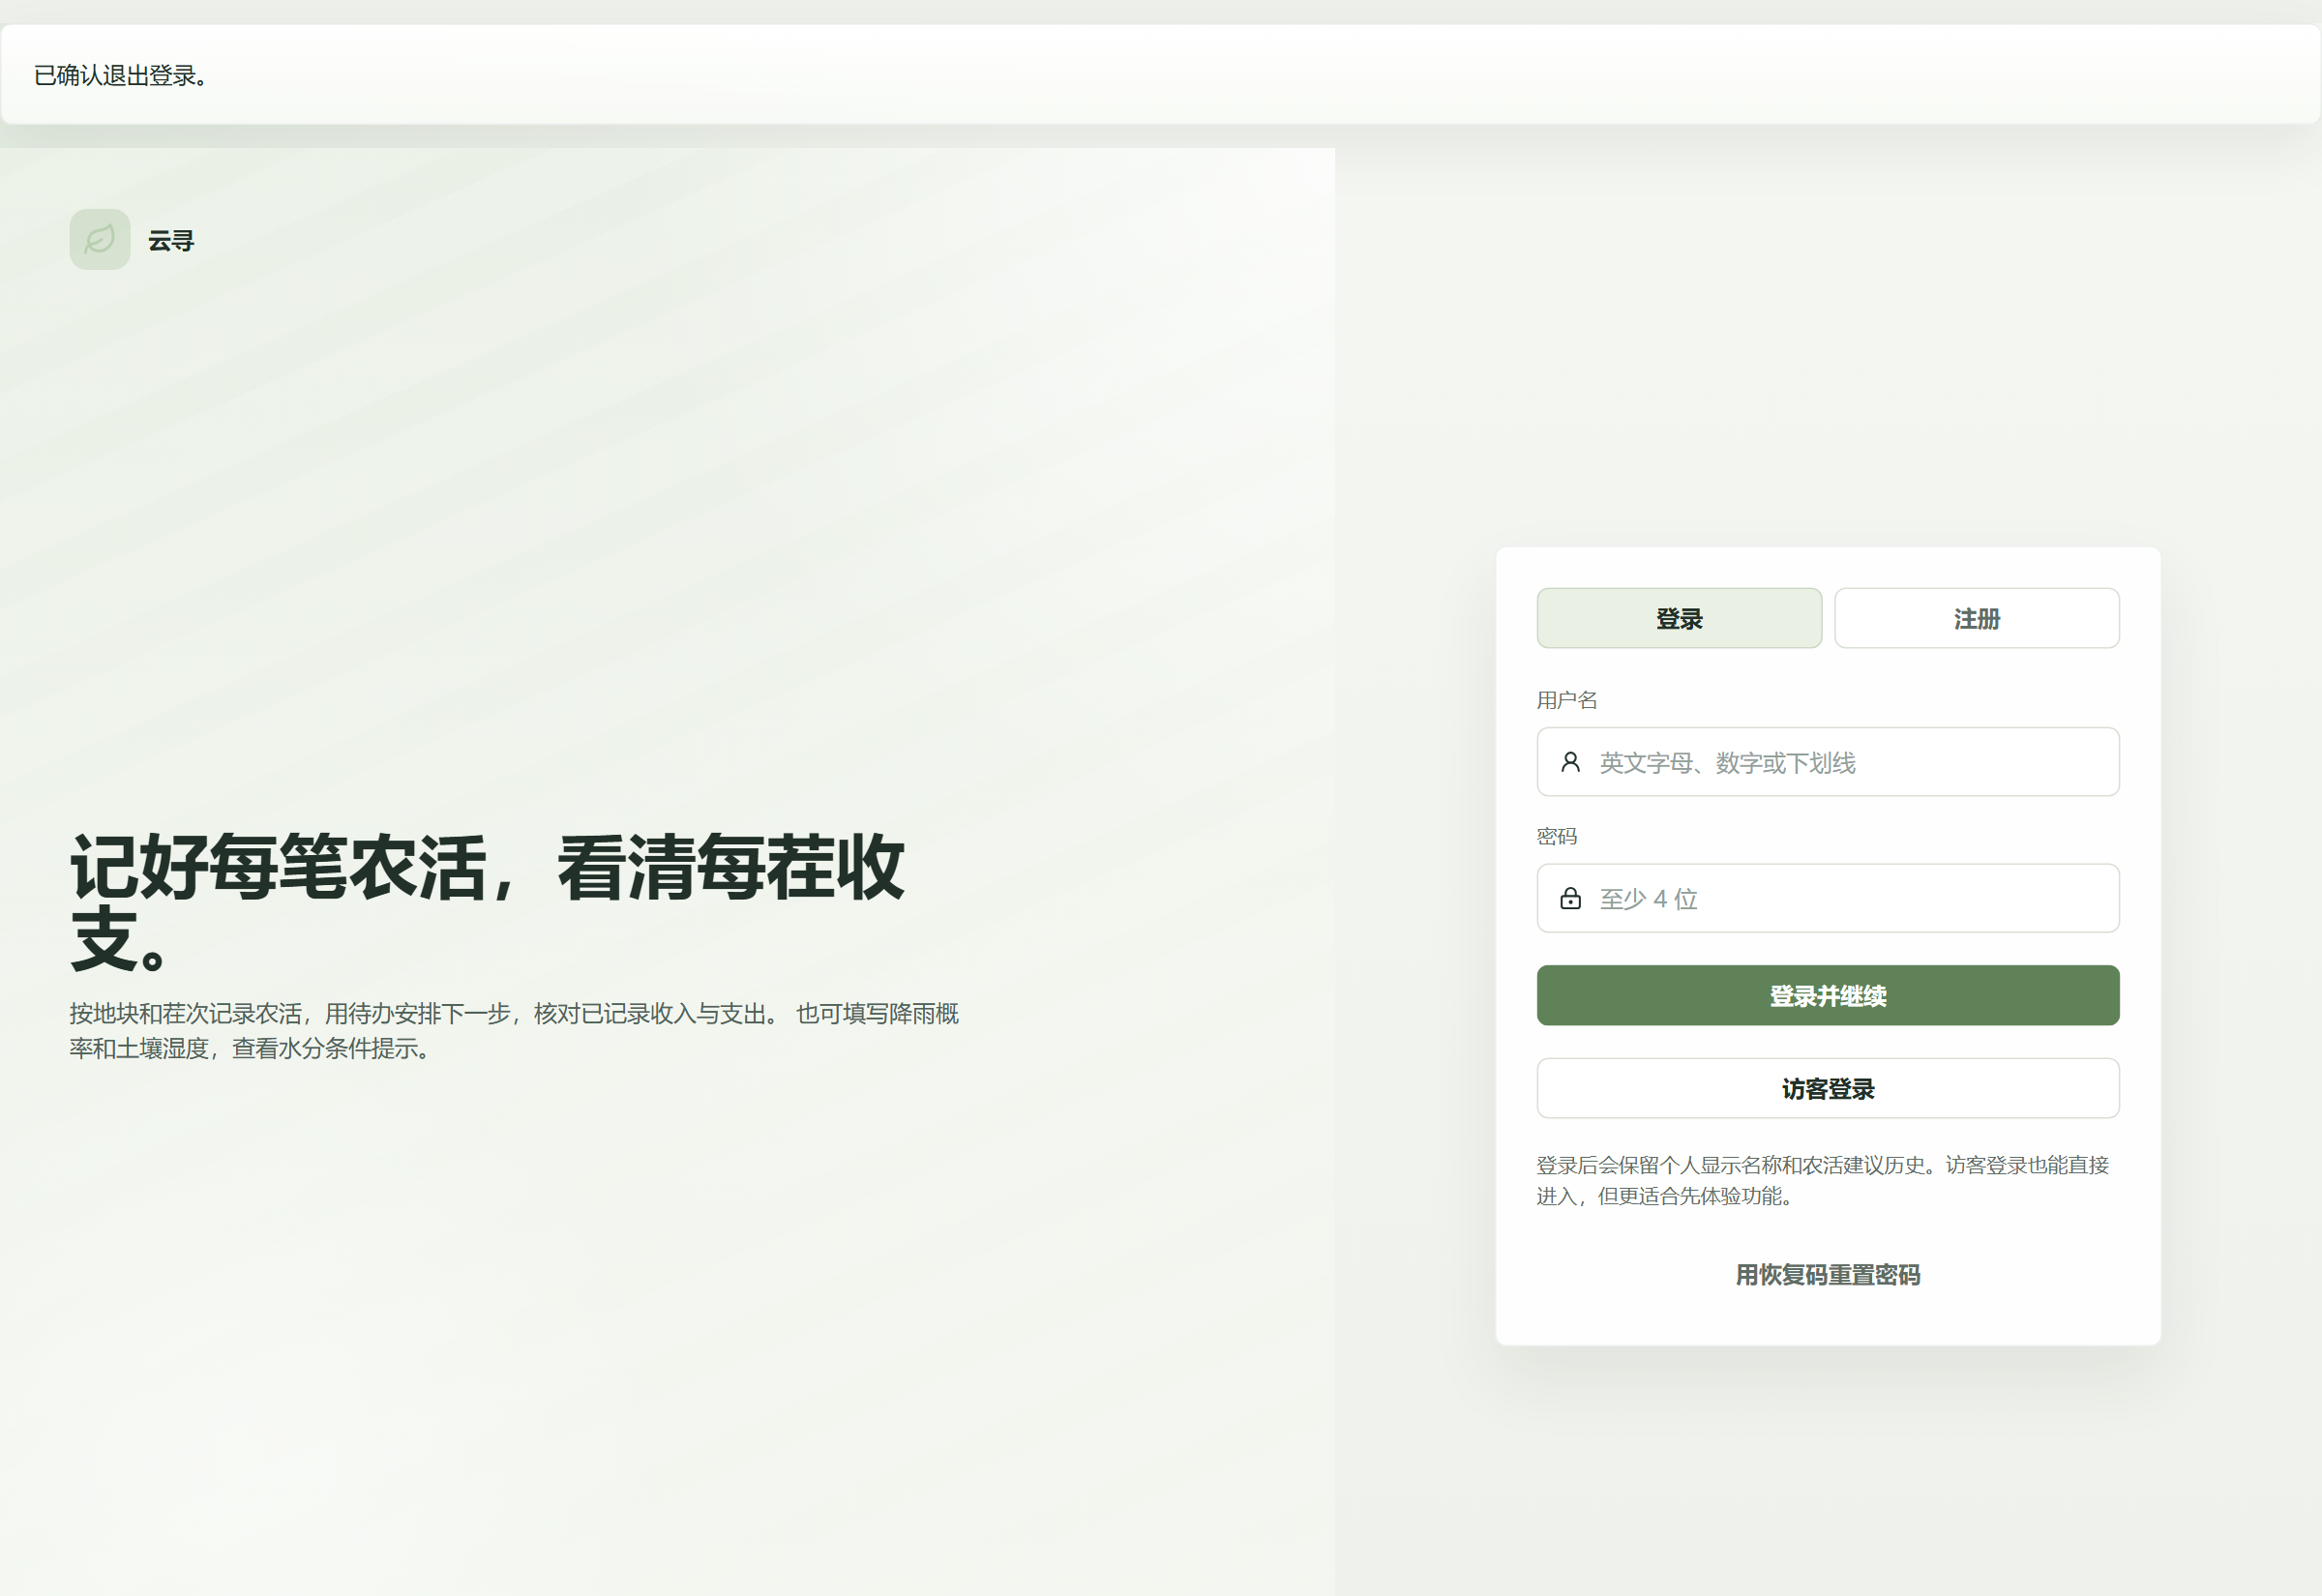 已确认退出登录。
云寻
记好每笔农活，看清每茬收
支。
按地块和茬次记录农活，用待办安排下一步，核对已记录收入与支出。 也可填写降雨概
率和土壤湿度，查看水分条件提示。
登录
注册
用户名
英文字母、数字或下划线
密码
至少 4 位
登录并继续
访客登录
登录后会保留个人显示名称和农活建议历史。访客登录也能直接
进入，但更适合先体验功能。
用恢复码重置密码